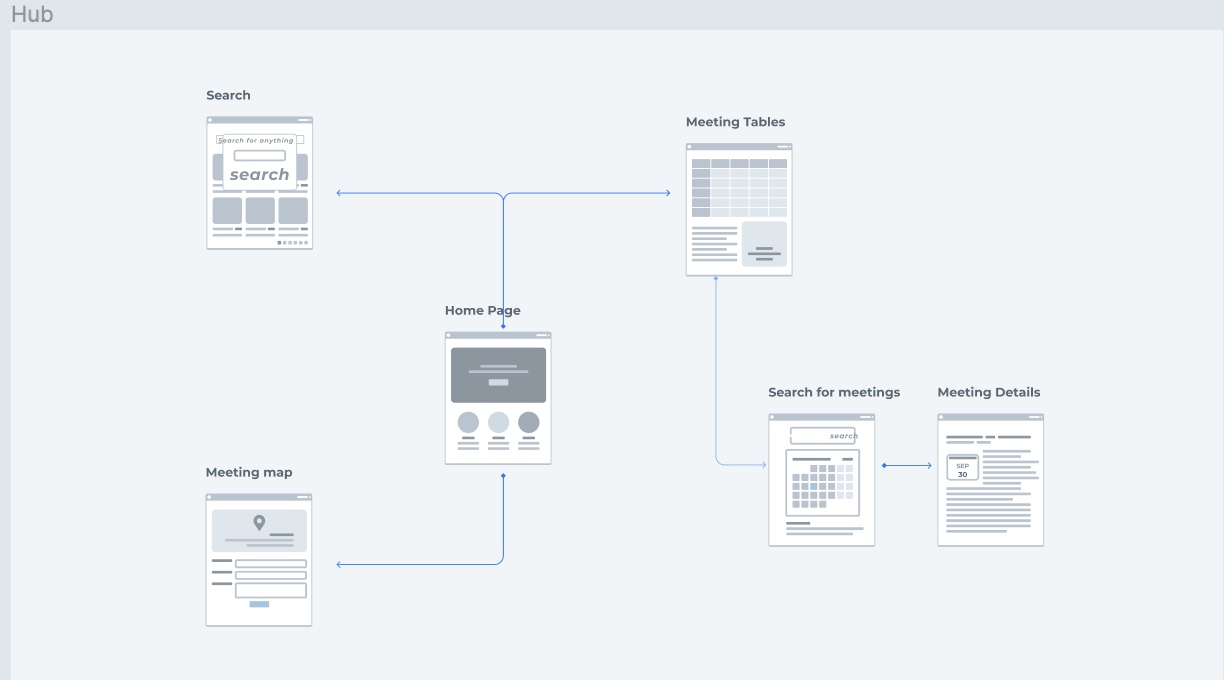 Hub
Search
Search for anything
search
Meeting Tables
Home Page
Search for meetings
search
Meeting Details
SEP
30
Meeting map